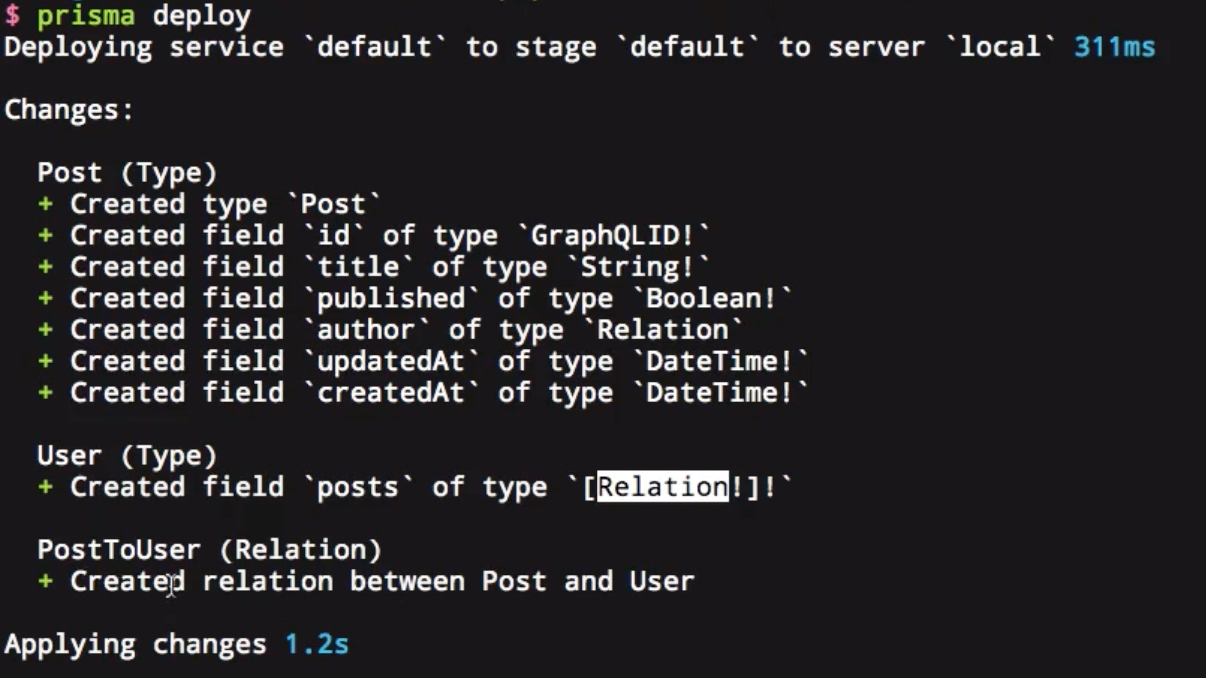 $ prisma deploy
Deploying service `default` to stage `default` to server `local` 311ms
Changes:
Post (Type)
+ Created type `Post`
+ Created field `id` of type `GraphQLID!`
+ Created field `title` of type `String!`
+ Created field `published` of type `Boolean!`
+ Created field `author` of type `Relation`
+ Created field `updatedAt` of type `DateTime!`
+ Created field `createdAt` of type `DateTime!`
User (Type)
+ Created field `posts` of type `[Relation!]!`
PostToUser (Relation)
+ Created relation between Post and User
Applying changes 1.2s